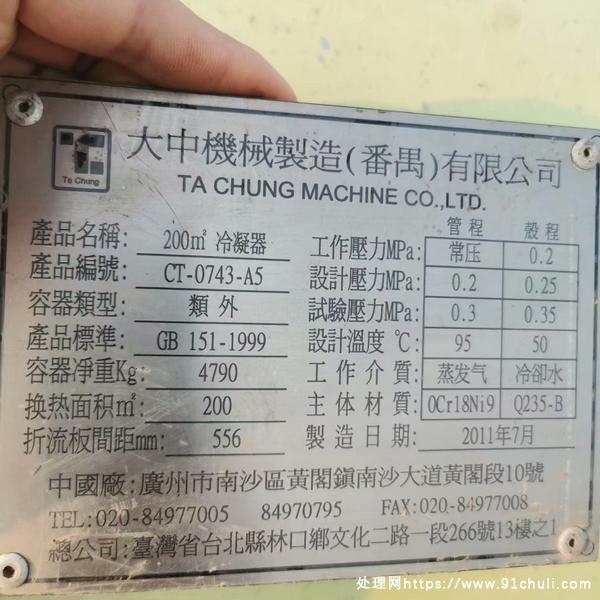 大中機械製造(番禺)有限公司
Ta Chung
TA CHUNG MACHINE CO.,LTD.
管程 殼程
產品名稱: 200㎡ 冷凝器 工作壓力MPa: 常压 0.2
產品編號: CT-0743-A5 設計壓力MPa: 0.2 0.25
容器類型: 類外 試驗壓力MPa: 0.3 0.35
產品標準: GB 151-1999 設計溫度 ℃: 95 50
容器凈重Kg: 4790 工作介質: 蒸发气 冷卻水
换热面积㎡: 200 主体材質: 0Cr18Ni9 Q235-B
折流板间距mm: 556 製造日期: 2011年7月
中國廠:廣州市南沙區黃閣鎮南沙大道黃閣段10號
TEL:020-84977005 84970795 FAX:020-84977008
總公司:臺灣省台北縣林口鄉文化二路一段266號13樓之1
处理网https://www.91chuli.com/